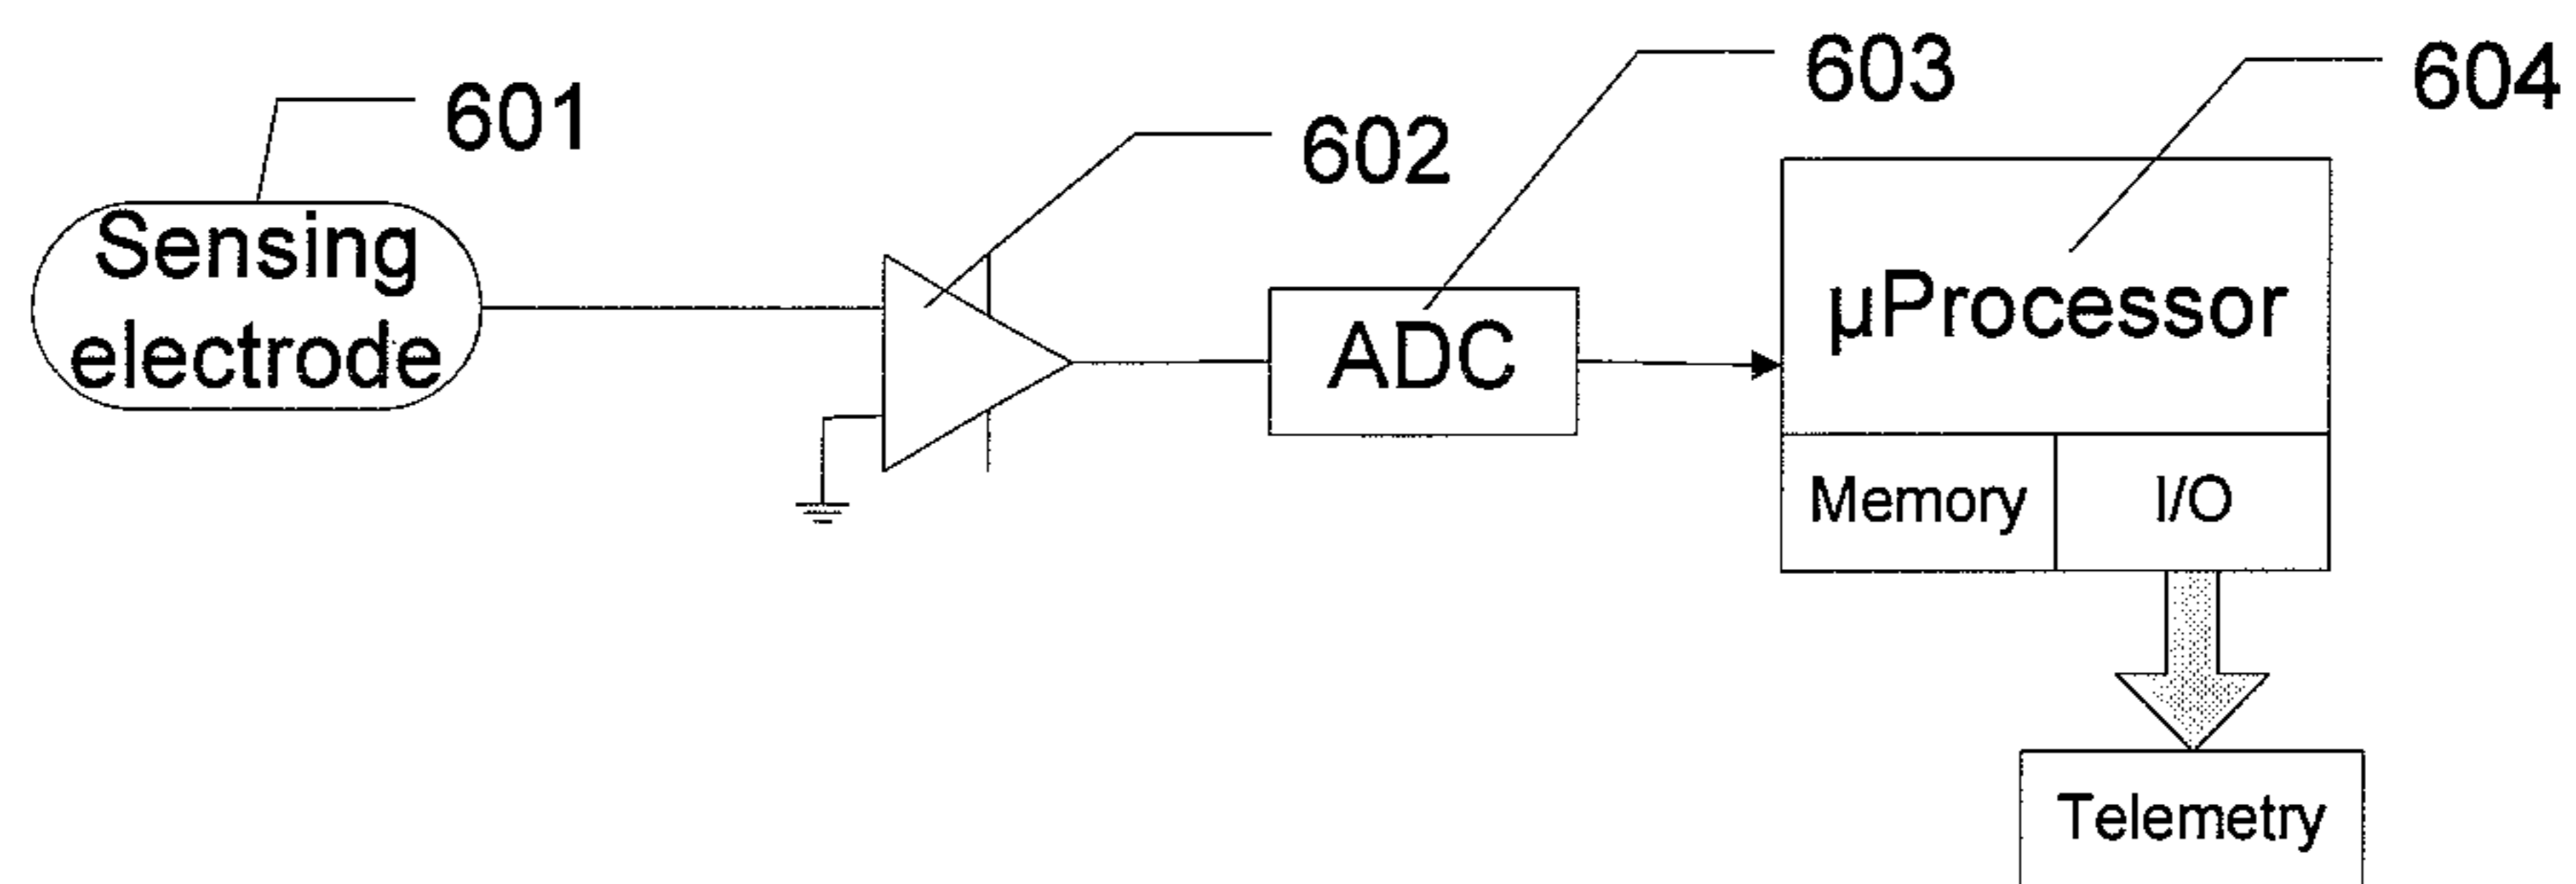 601
602
603
604
Sensing
electrode
ADC
µProcessor
Memory
I/O
Telemetry